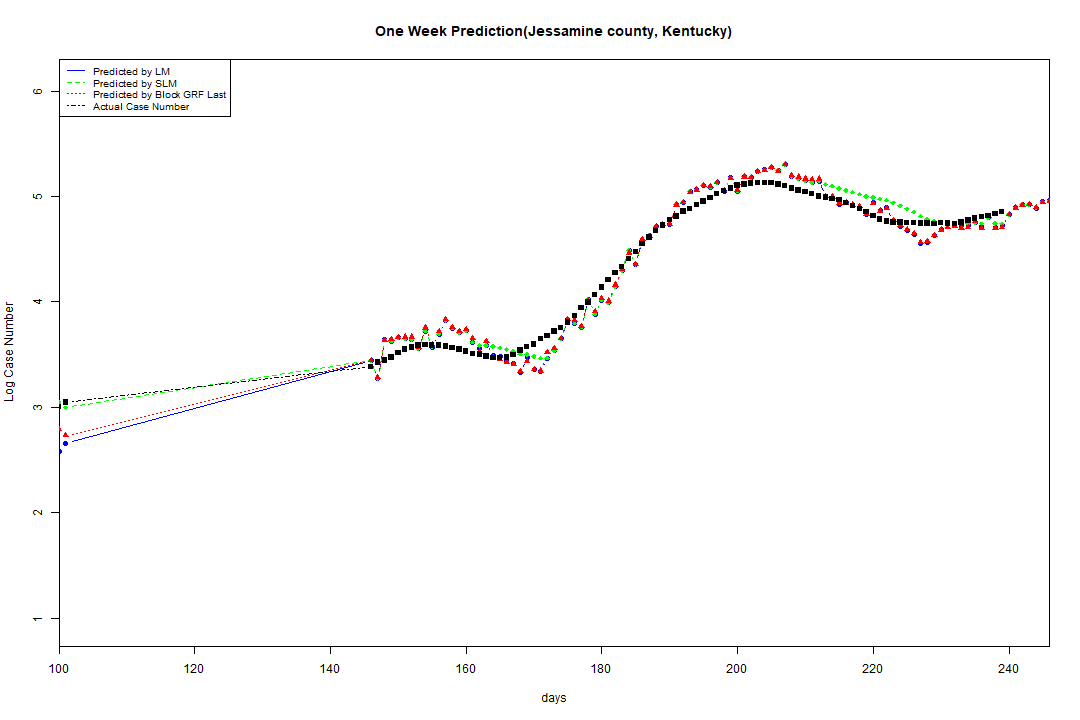 One Week Prediction(Jessamine county, Kentucky)
Predicted by LM
Predicted by SLM
Predicted by Block GRF Last
Actual Case Number
6
5
4
3
2
1
Log Case Number
100 120 140 160 180 200 220 240
days